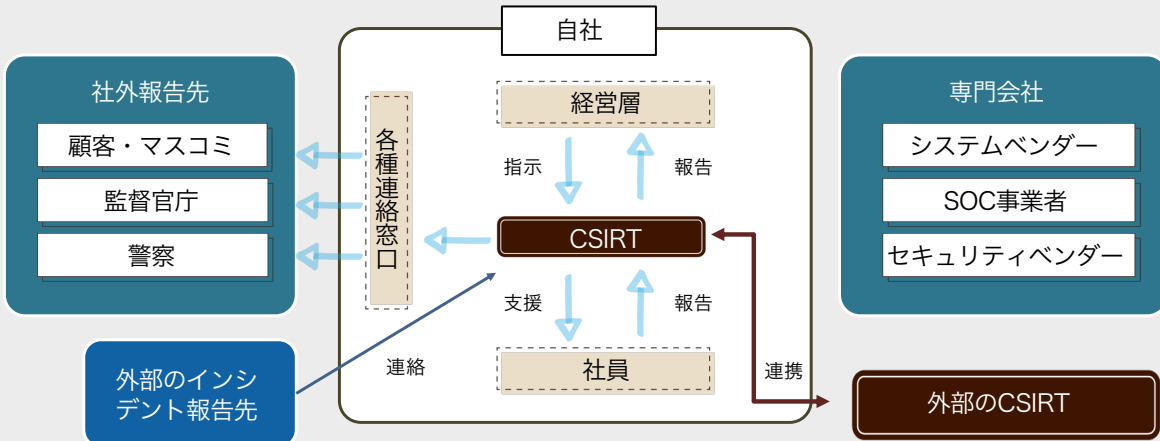 自社
社外報告先
顧客・マスコミ
監督官庁
警察
各種連絡窓口
経営層
指示
報告
CSIRT
支援
報告
社員
連絡
連携
専門会社
システムベンダー
SOC事業者
セキュリティベンダー
外部のインシ
デント報告先
外部のCSIRT